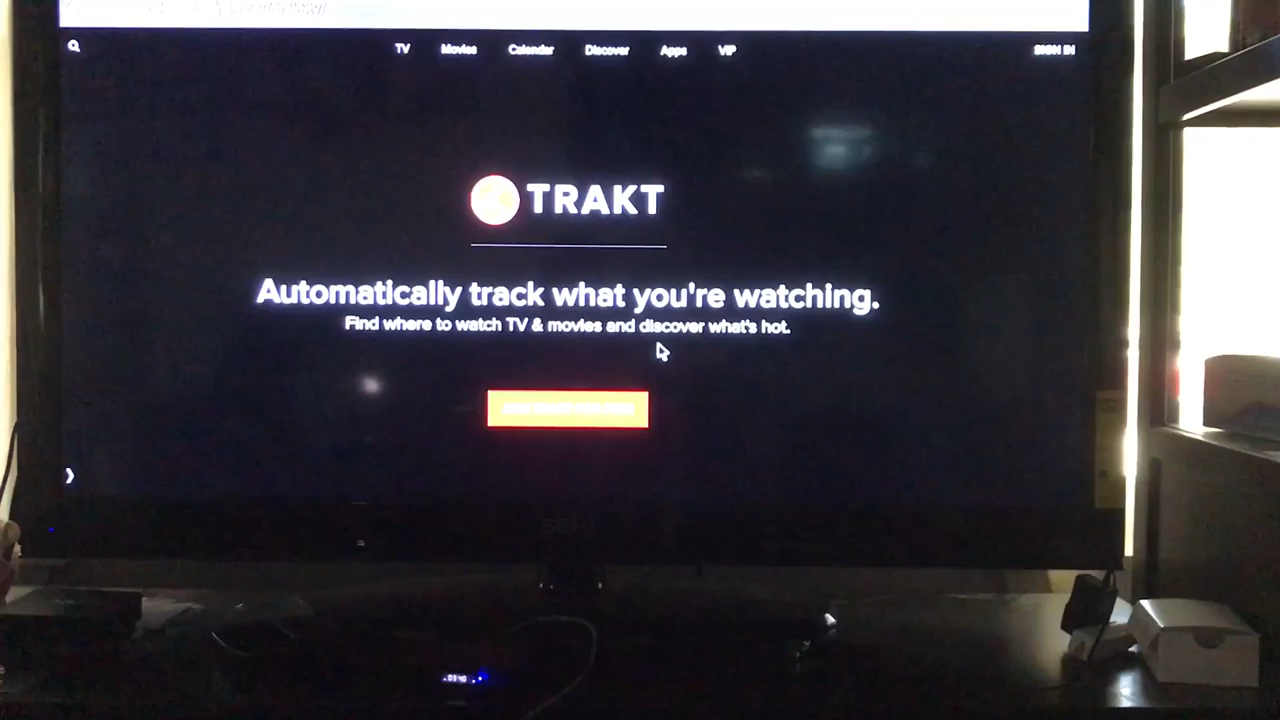 TV Movies Calendar Discover Apps VIP SIGN IN
TRAKT
Automatically track what you're watching.
Find where to watch TV & movies and discover what's hot.